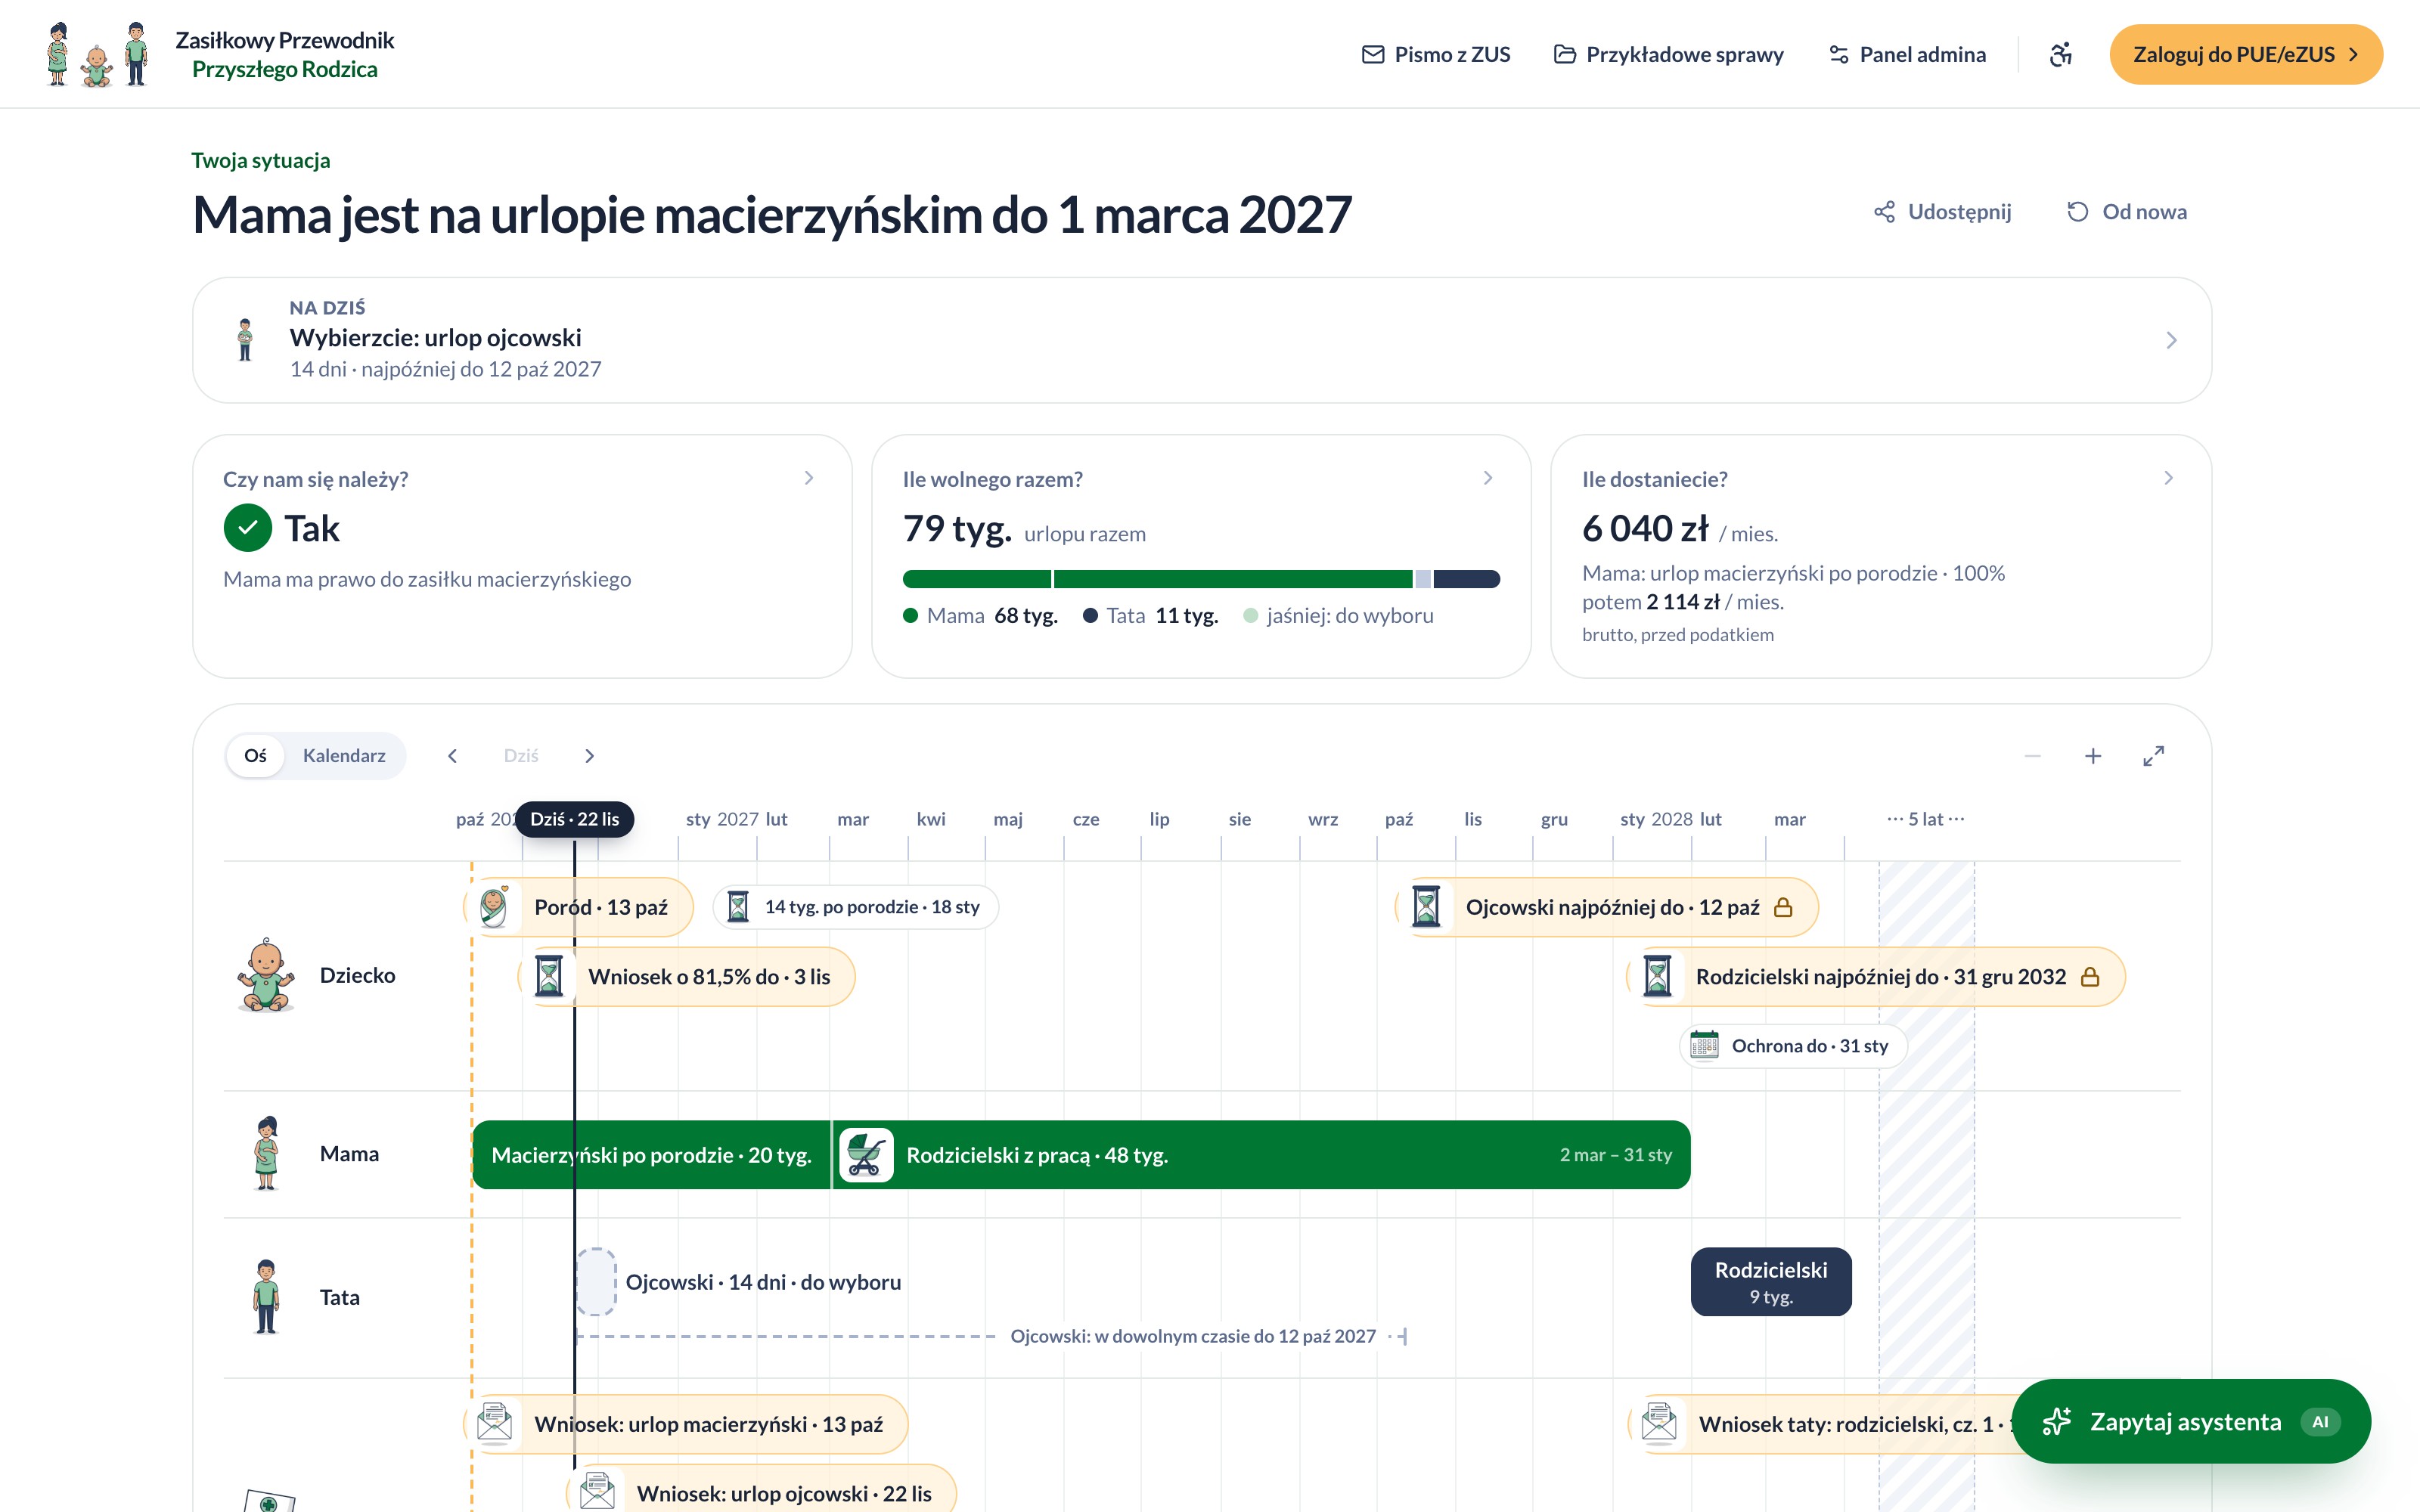 Zasiłkowy Przewodnik
Przyszłego Rodzica
Pismo z ZUS
Przykładowe sprawy
Panel admina
Zaloguj do PUE/eZUS
Twoja sytuacja
Mama jest na urlopie macierzyńskim do 1 marca 2027
Udostępnij
Od nowa
NA DZIŚ
Wybierzcie: urlop ojcowski
14 dni · najpóźniej do 12 paź 2027
Czy nam się należy?
Tak
Mama ma prawo do zasiłku macierzyńskiego
Ile wolnego razem?
79 tyg. urlopu razem
Mama 68 tyg. Tata 11 tyg. jaśniej: do wyboru
Ile dostaniecie?
6 040 zł / mies.
Mama: urlop macierzyński po porodzie · 100%
potem 2 114 zł / mies.
brutto, przed podatkiem
Oś
Kalendarz
Dziś
paź
Dziś · 22 lis
sty 2027 lut mar kwi maj cze lip sie wrz paź lis gru sty 2028 lut mar ··· 5 lat ···
Dziecko
Poród · 13 paź
14 tyg. po porodzie · 18 sty
Ojcowski najpóźniej do · 12 paź
Wniosek o 81,5% do · 3 lis
Rodzicielski najpóźniej do · 31 gru 2032
Ochrona do · 31 sty
Mama
Macierzyński po porodzie · 20 tyg.
Rodzicielski z pracą · 48 tyg.
2 mar – 31 sty
Tata
Ojcowski · 14 dni · do wyboru
Rodzicielski
9 tyg.
Ojcowski: w dowolnym czasie do 12 paź 2027
Wniosek: urlop macierzyński · 13 paź
Wniosek taty: rodzicielski, cz. 1 ·
Zapytaj asystenta AI
Wniosek: urlop ojcowski · 22 lis